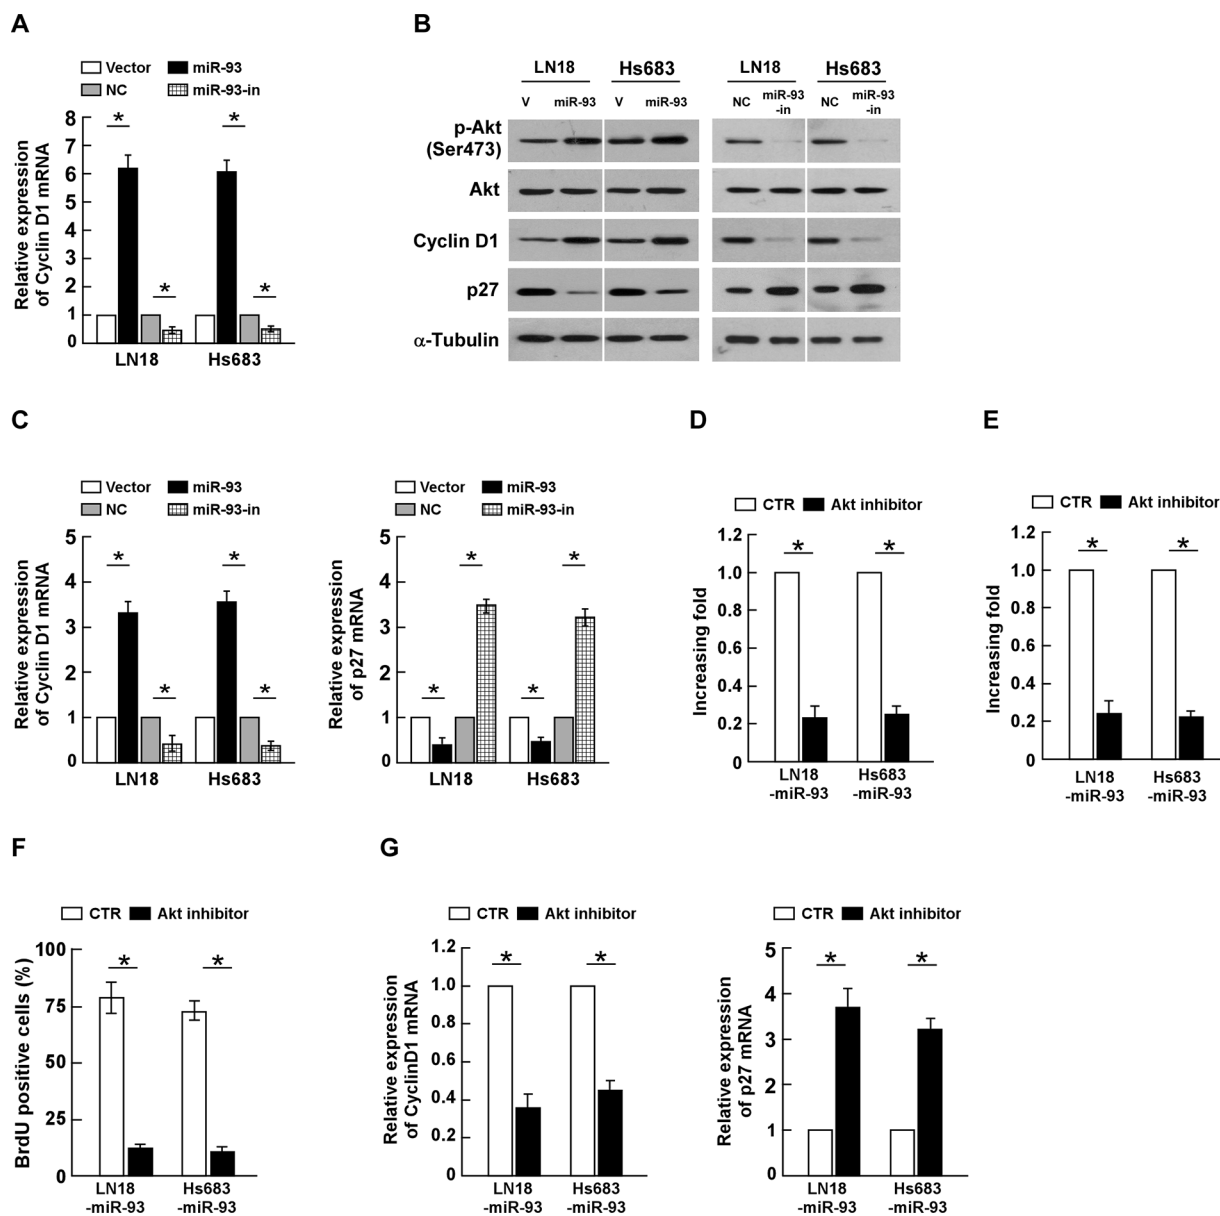 A
Vector miR-93
NC miR-93-in
Relative expression
of Cyclin D1 mRNA
8
7
6
5
4
3
2
1
0
* * * *
LN18 Hs683
B
LN18 Hs683 LN18 Hs683
V miR-93 V miR-93 NC miR-93
-in NC miR-93
-in
p-Akt
(Ser473)
Akt
Cyclin D1
p27
α-Tubulin
C
Vector miR-93
NC miR-93-in
Relative expression
of Cyclin D1 mRNA
5
4
3
2
1
0
* * * *
LN18 Hs683
Vector miR-93
NC miR-93-in
Relative expression
of p27 mRNA
5
4
3
2
1
0
* * * *
LN18 Hs683
D
CTR Akt inhibitor
Increasing fold
1.2
1.0
0.8
0.6
0.4
0.2
0
* *
LN18 Hs683
-miR-93 -miR-93
E
CTR Akt inhibitor
Increasing fold
1.2
1.0
0.8
0.6
0.4
0.2
0
* *
LN18 Hs683
-miR-93 -miR-93
F
CTR Akt inhibitor
BrdU positive cells (%)
100
75
50
25
0
* *
LN18 Hs683
-miR-93 -miR-93
G
CTR Akt inhibitor
Relative expression
of CyclinD1 mRNA
1.2
1.0
0.8
0.6
0.4
0.2
0
* *
LN18 Hs683
-miR-93 -miR-93
CTR Akt inhibitor
Relative expression
of p27 mRNA
5
4
3
2
1
0
* *
LN18 Hs683
-miR-93 -miR-93